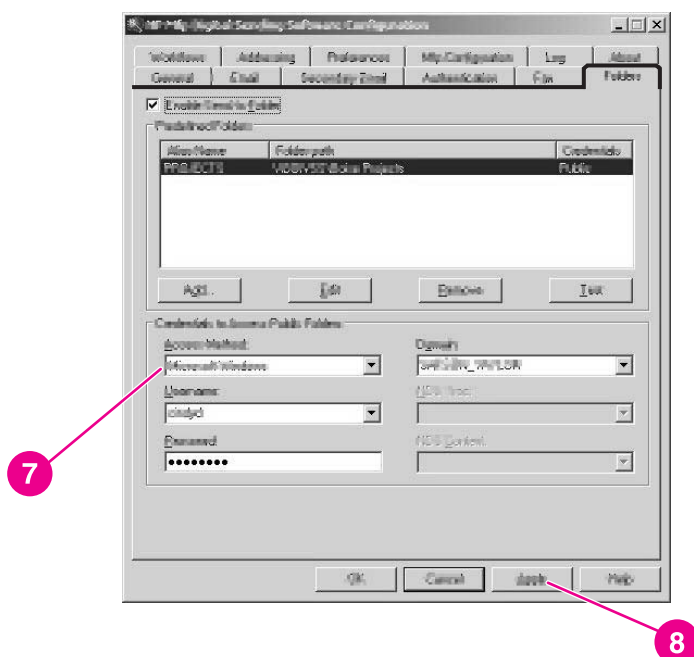 HP Mfp Digital Sending Software Configuration
Workflows Addressing Preferences Mfp Configuration Log About
General Email Secondary Email Authentication Fax Folders
Enable Send to Folder
Predefined Folders
Alias Name Folder path Credentials
PROJECTS Projects Public
Add... Edit Remove Test
Credentials to Access Public Folders
Access Method: Domain:
Microsoft Windows
Username: NDS Tree:
cindyd
Password: NDS Context:
••••••••
7
OK Cancel Apply Help
8